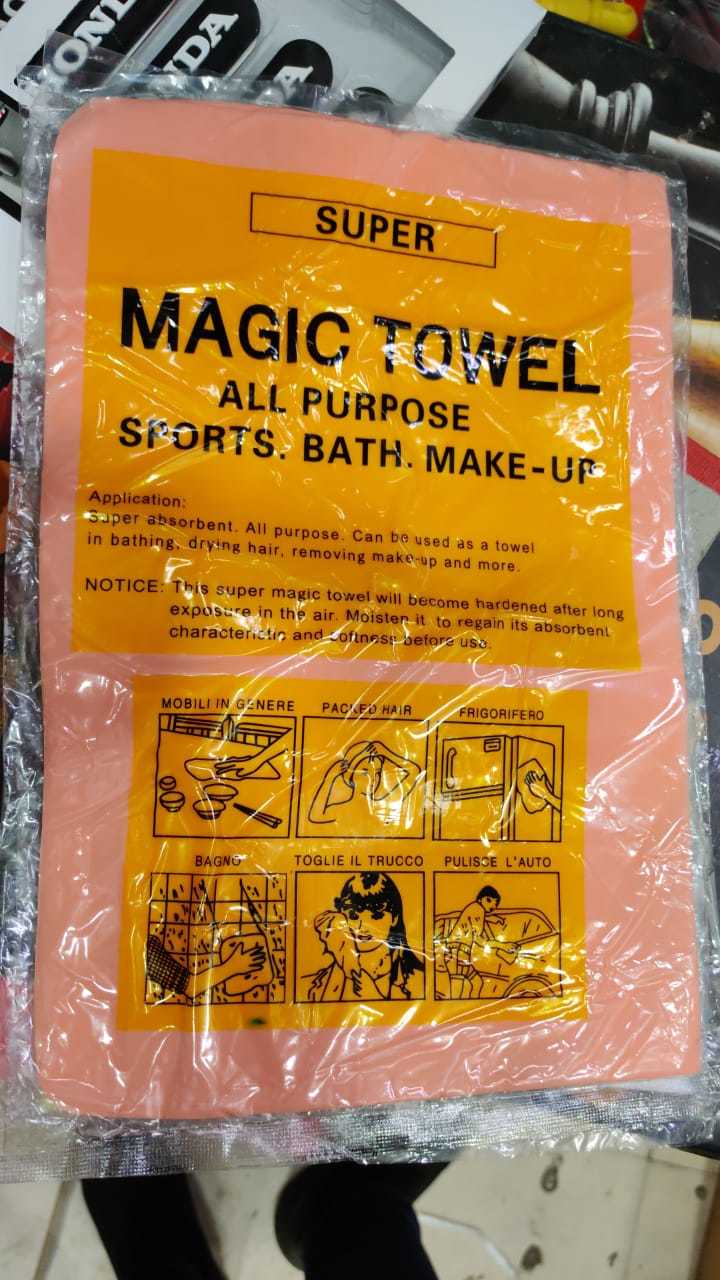 HONDA
SUPER
MAGIC TOWEL
ALL PURPOSE
SPORTS. BATH. MAKE-UP
Application:
Super absorbent. All purpose. Can be used as a towel
in bathing, drying hair, removing make-up and more.
NOTICE: This super magic towel will become hardened after long
exposure in the air. Moisten it to regain its absorbent
characteristic and softness before use.
MOBILI IN GENERE PACKED HAIR FRIGORIFERO
BAGNO TOGLIE IL TRUCCO PULISCE L'AUTO